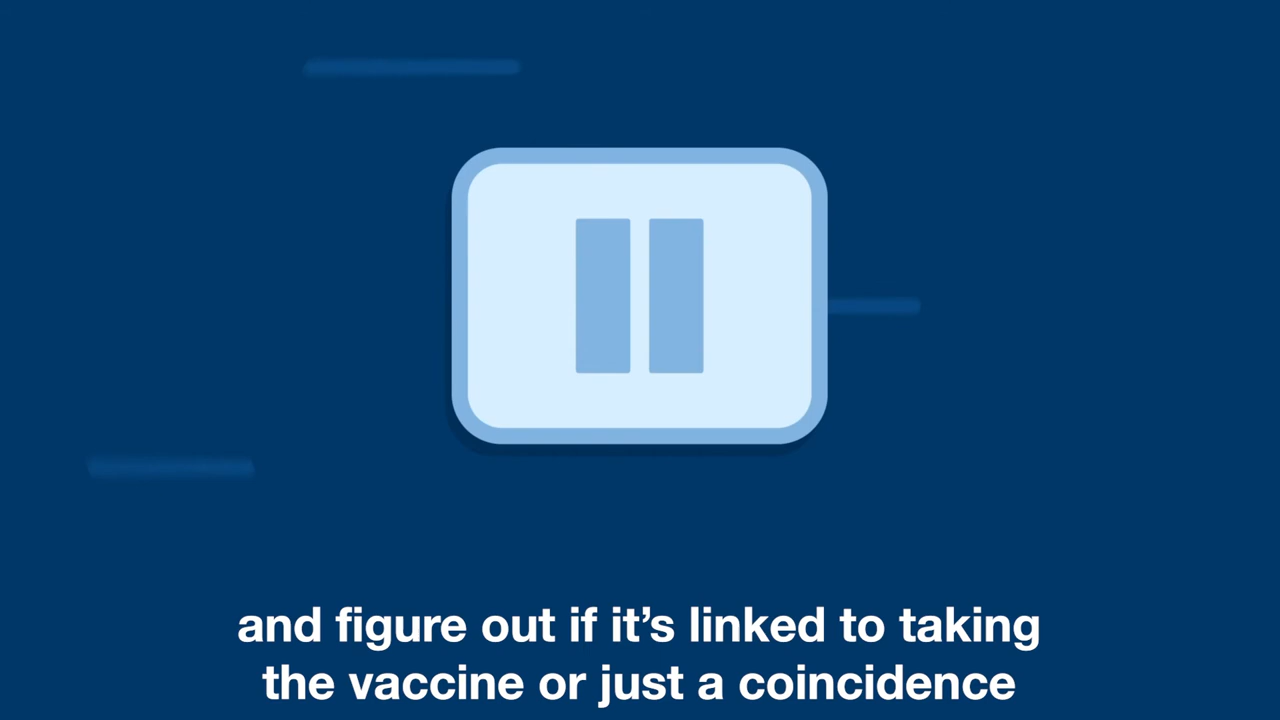 and figure out if it’s linked to taking
the vaccine or just a coincidence